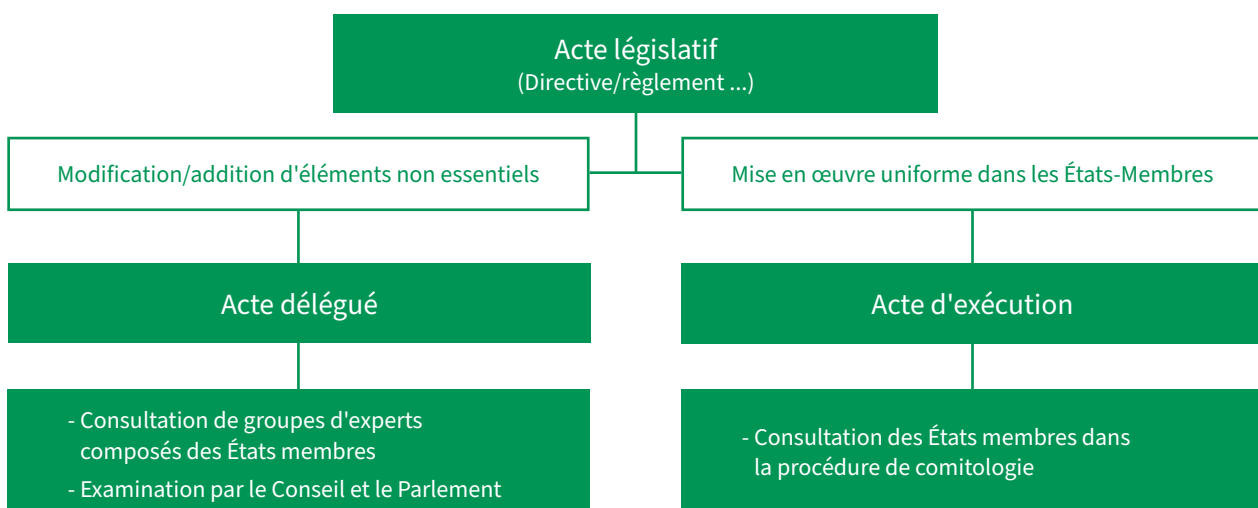 Acte législatif
(Directive/règlement ...)
Modification/addition d'éléments non essentiels
Mise en œuvre uniforme dans les États-Membres
Acte délégué
Acte d'exécution
- Consultation de groupes d'experts
composés des États membres
- Examination par le Conseil et le Parlement
- Consultation des États membres dans
la procédure de comitologie